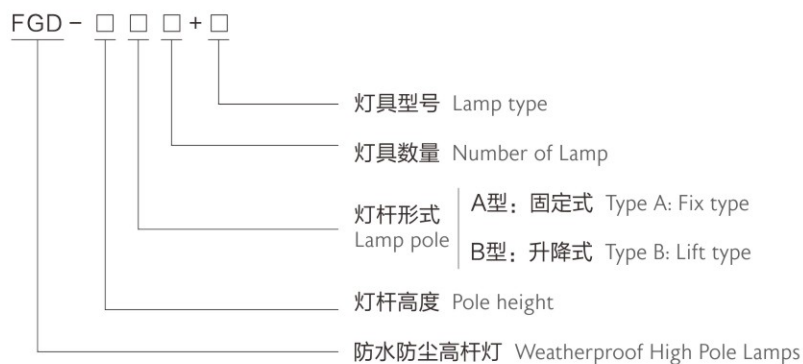 FGD-□□□+□
灯具型号 Lamp type
灯具数量 Number of Lamp
灯杆形式
Lamp pole
A型：固定式 Type A: Fix type
B型：升降式 Type B: Lift type
灯杆高度 Pole height
防水防尘高杆灯 Weatherproof High Pole Lamps